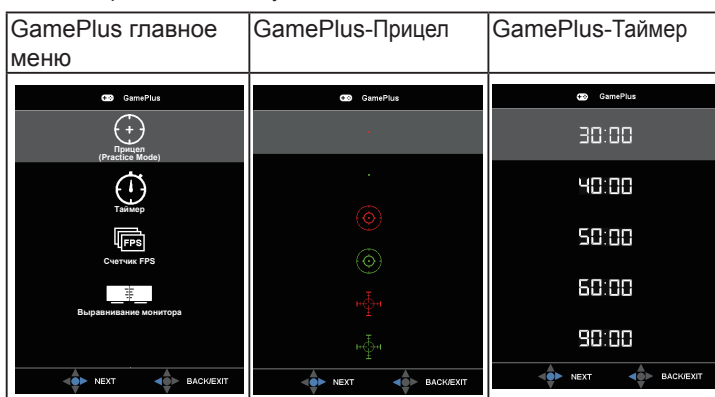 GamePlus главное
меню
GamePlus-Прицел
GamePlus-Таймер
GamePlus
Прицел
(Practice Mode)
Таймер
FPS
Счетчик FPS
Выравнивание монитора
NEXT BACK/EXIT
GamePlus
NEXT BACK/EXIT
GamePlus
30:00
40:00
50:00
60:00
90:00
NEXT BACK/EXIT